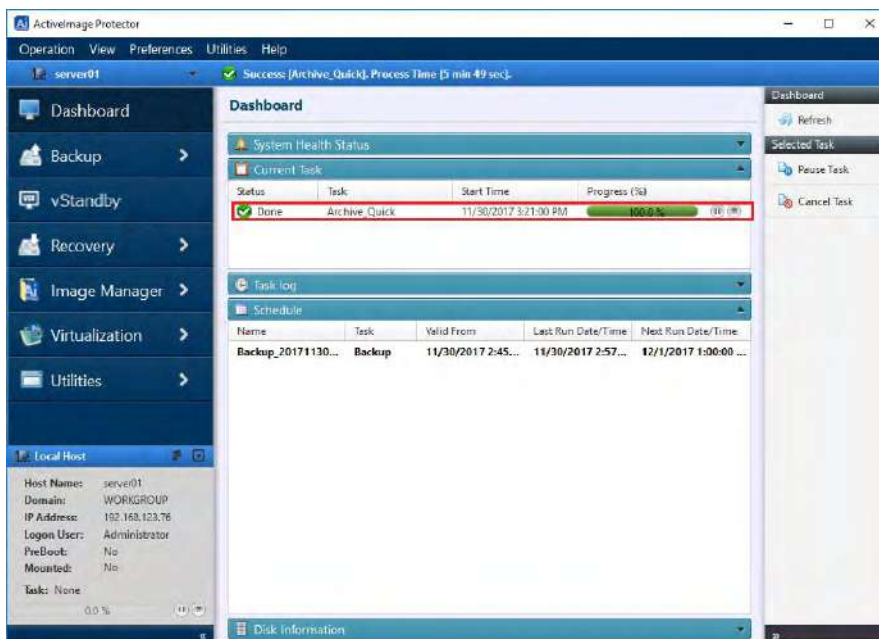 ActiveImage Protector
Operation View Preferences Utilities Help
server01
Success: [Archive_Quick]. Process Time [5 min 49 sec].
Dashboard
Backup
vStandby
Recovery
Image Manager
Virtualization
Utilities
Local Host
Host Name: server01
Domain: WORKGROUP
IP Address: 192.168.123.76
Logon User: Administrator
PreBoot: No
Mounted: No
Task: None
0.0 %
Dashboard
System Health Status
Current Task
Status Task Start Time Progress (%)
Done Archive_Quick 11/30/2017 3:21:00 PM 100.0 %
Task log
Schedule
Name Task Valid From Last Run Date/Time Next Run Date/Time
Backup_20171130... Backup 11/30/2017 2:45... 11/30/2017 2:57... 12/1/2017 1:00:00 ...
Disk Information
Dashboard
Refresh
Selected Task
Pause Task
Cancel Task